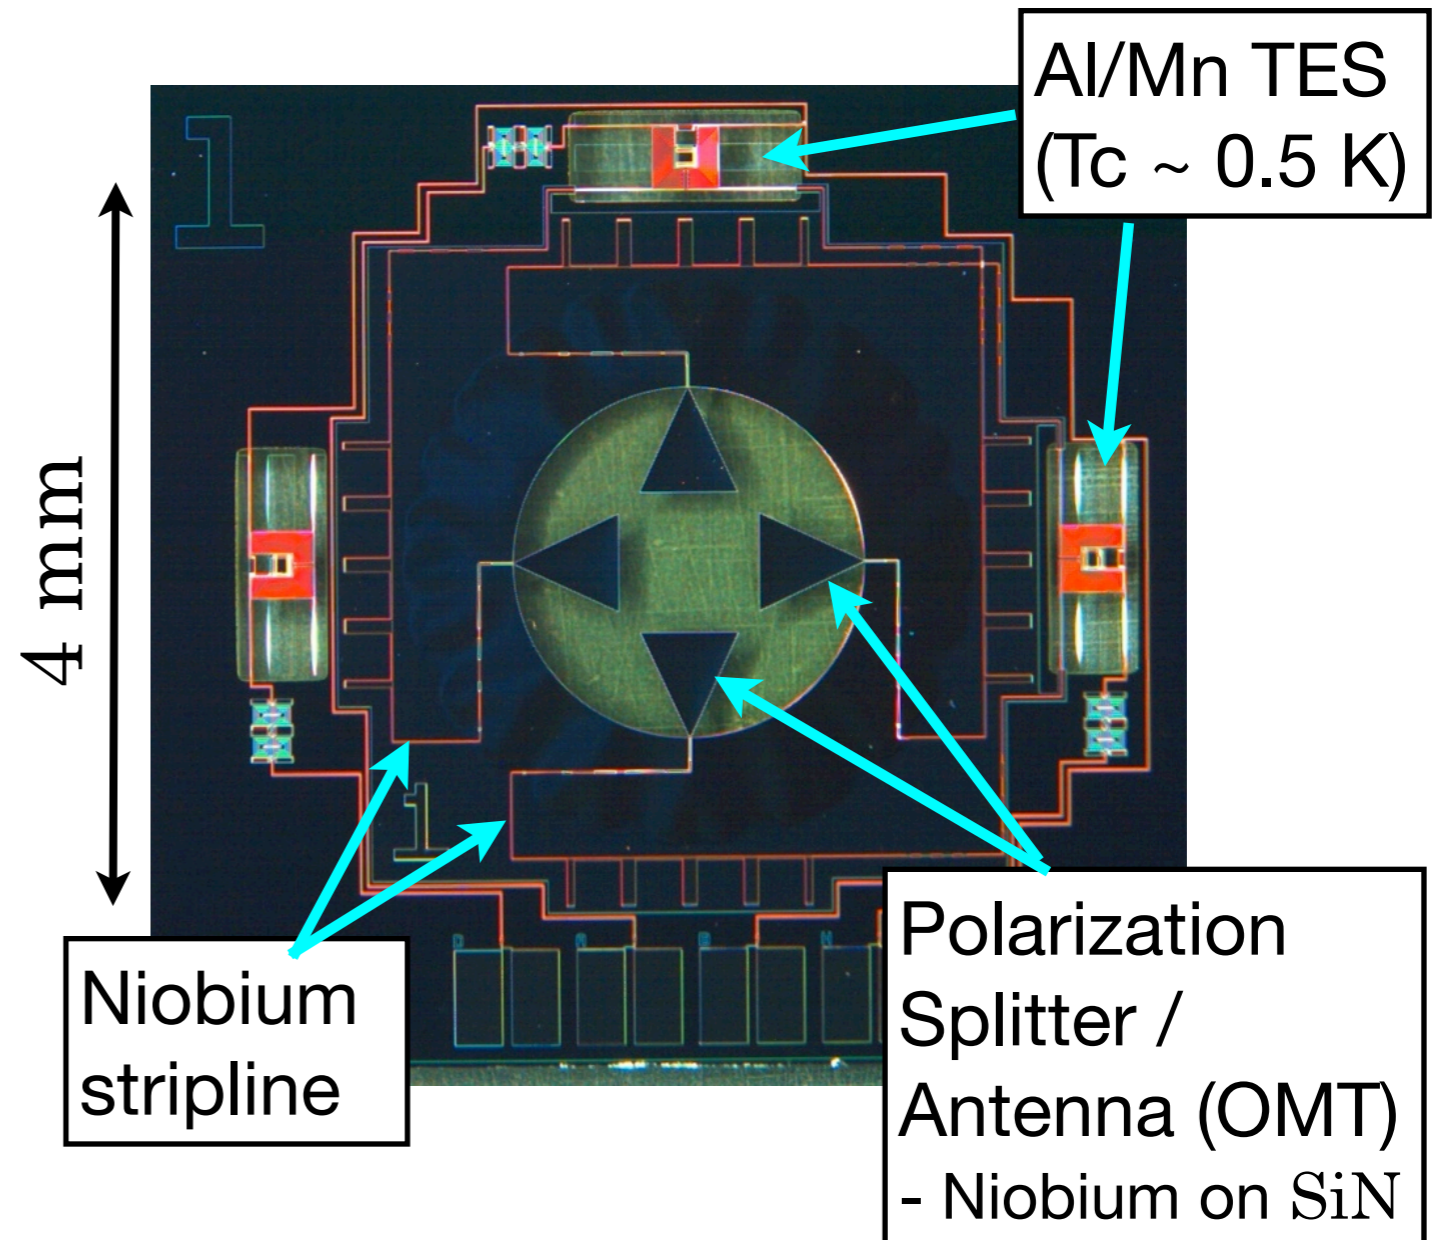 Al/Mn TES
(Tc ~ 0.5 K)
1
4 mm
1
Niobium
stripline
Polarization
Splitter /
Antenna (OMT)
- Niobium on SiN